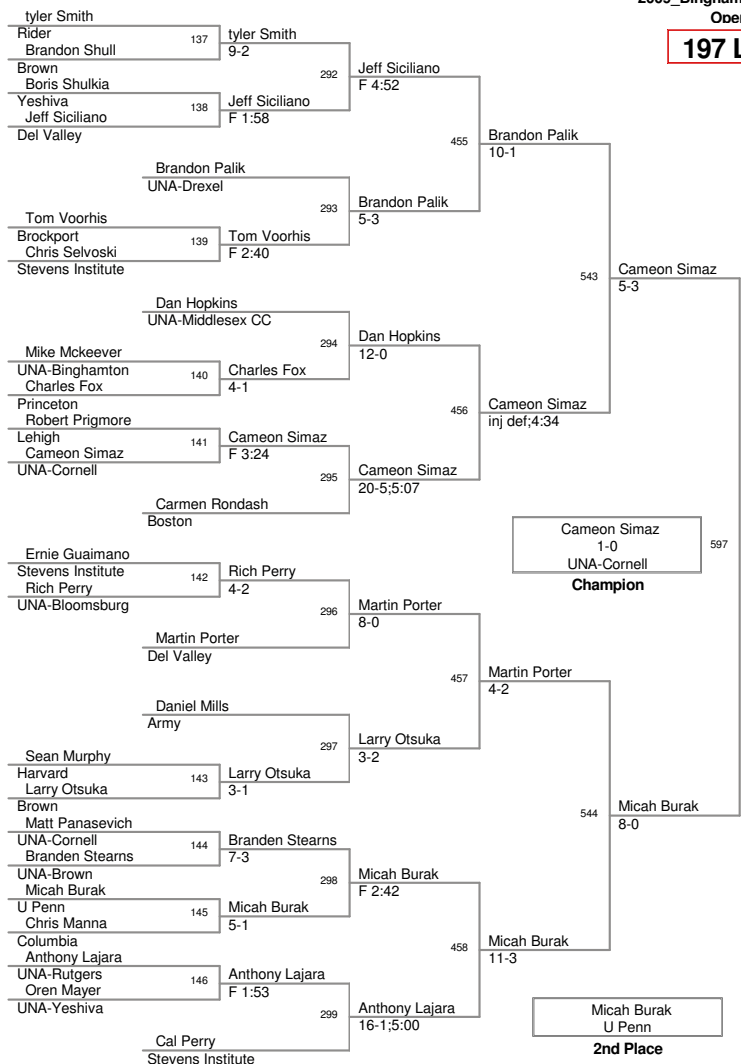 2009_Bingham
Open
197 L
tyler Smith
Rider
137
tyler Smith
Brandon Shull
9-2
Brown
292
Jeff Siciliano
Boris Shulkia
F 4:52
Yeshiva
138
Jeff Siciliano
Jeff Siciliano
F 1:58
Del Valley
455
Brandon Palik
10-1
Brandon Palik
UNA-Drexel
293
Brandon Palik
5-3
Tom Voorhis
Brockport
139
Tom Voorhis
Chris Selvoski
F 2:40
Stevens Institute
543
Cameon Simaz
5-3
Dan Hopkins
UNA-Middlesex CC
294
Dan Hopkins
12-0
Mike Mckeever
UNA-Binghamton
140
Charles Fox
Charles Fox
4-1
Princeton
456
Cameon Simaz
Robert Prigmore
inj def;4:34
Lehigh
141
Cameon Simaz
Cameon Simaz
F 3:24
UNA-Cornell
295
Cameon Simaz
20-5;5:07
Carmen Rondash
Boston
Cameon Simaz
1-0
597
UNA-Cornell
Champion
Ernie Guaimano
Stevens Institute
142
Rich Perry
Rich Perry
4-2
UNA-Bloomsburg
296
Martin Porter
8-0
Martin Porter
Del Valley
457
Martin Porter
4-2
Daniel Mills
Army
297
Larry Otsuka
3-2
Sean Murphy
Harvard
143
Larry Otsuka
Larry Otsuka
3-1
Brown
544
Micah Burak
8-0
Matt Panasevich
UNA-Cornell
144
Branden Stearns
Branden Stearns
7-3
UNA-Brown
298
Micah Burak
Micah Burak
F 2:42
U Penn
145
Micah Burak
Chris Manna
5-1
Columbia
458
Micah Burak
11-3
Anthony Lajara
UNA-Rutgers
146
Anthony Lajara
Oren Mayer
F 1:53
UNA-Yeshiva
299
Anthony Lajara
16-1;5:00
Cal Perry
Stevens Institute
Micah Burak
U Penn
2nd Place